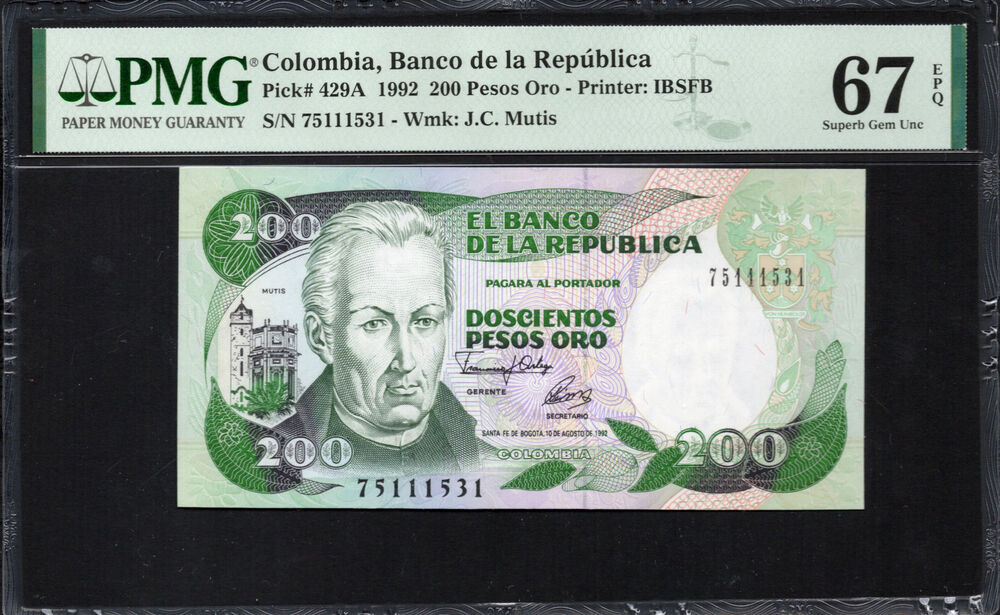 PMG®
PAPER MONEY GUARANTY
Colombia, Banco de la República
Pick# 429A 1992 200 Pesos Oro - Printer: IBSFB
S/N 75111531 - Wmk: J.C. Mutis
67
EPQ
Superb Gem Unc
200
EL BANCO
DE LA REPUBLICA
75111531
MUTIS
PAGARA AL PORTADOR
DOSCIENTOS
PESOS ORO
GERENTE
SECRETARIO
SANTA FE DE BOGOTA, 10 DE AGOSTO DE 1992
COLOMBIA
200
200
75111531